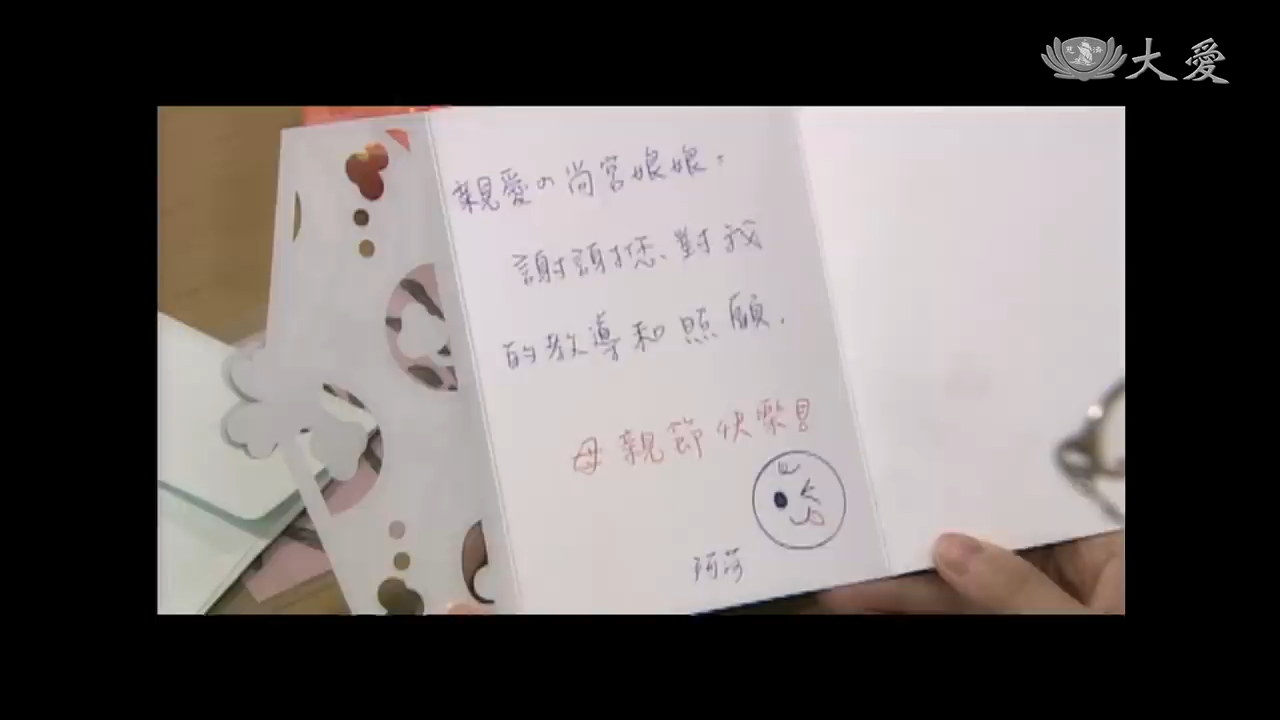 大愛
親愛の尚宮娘娘，
謝謝您、對我
的教導和照顧．
母親節快樂！
阿筠